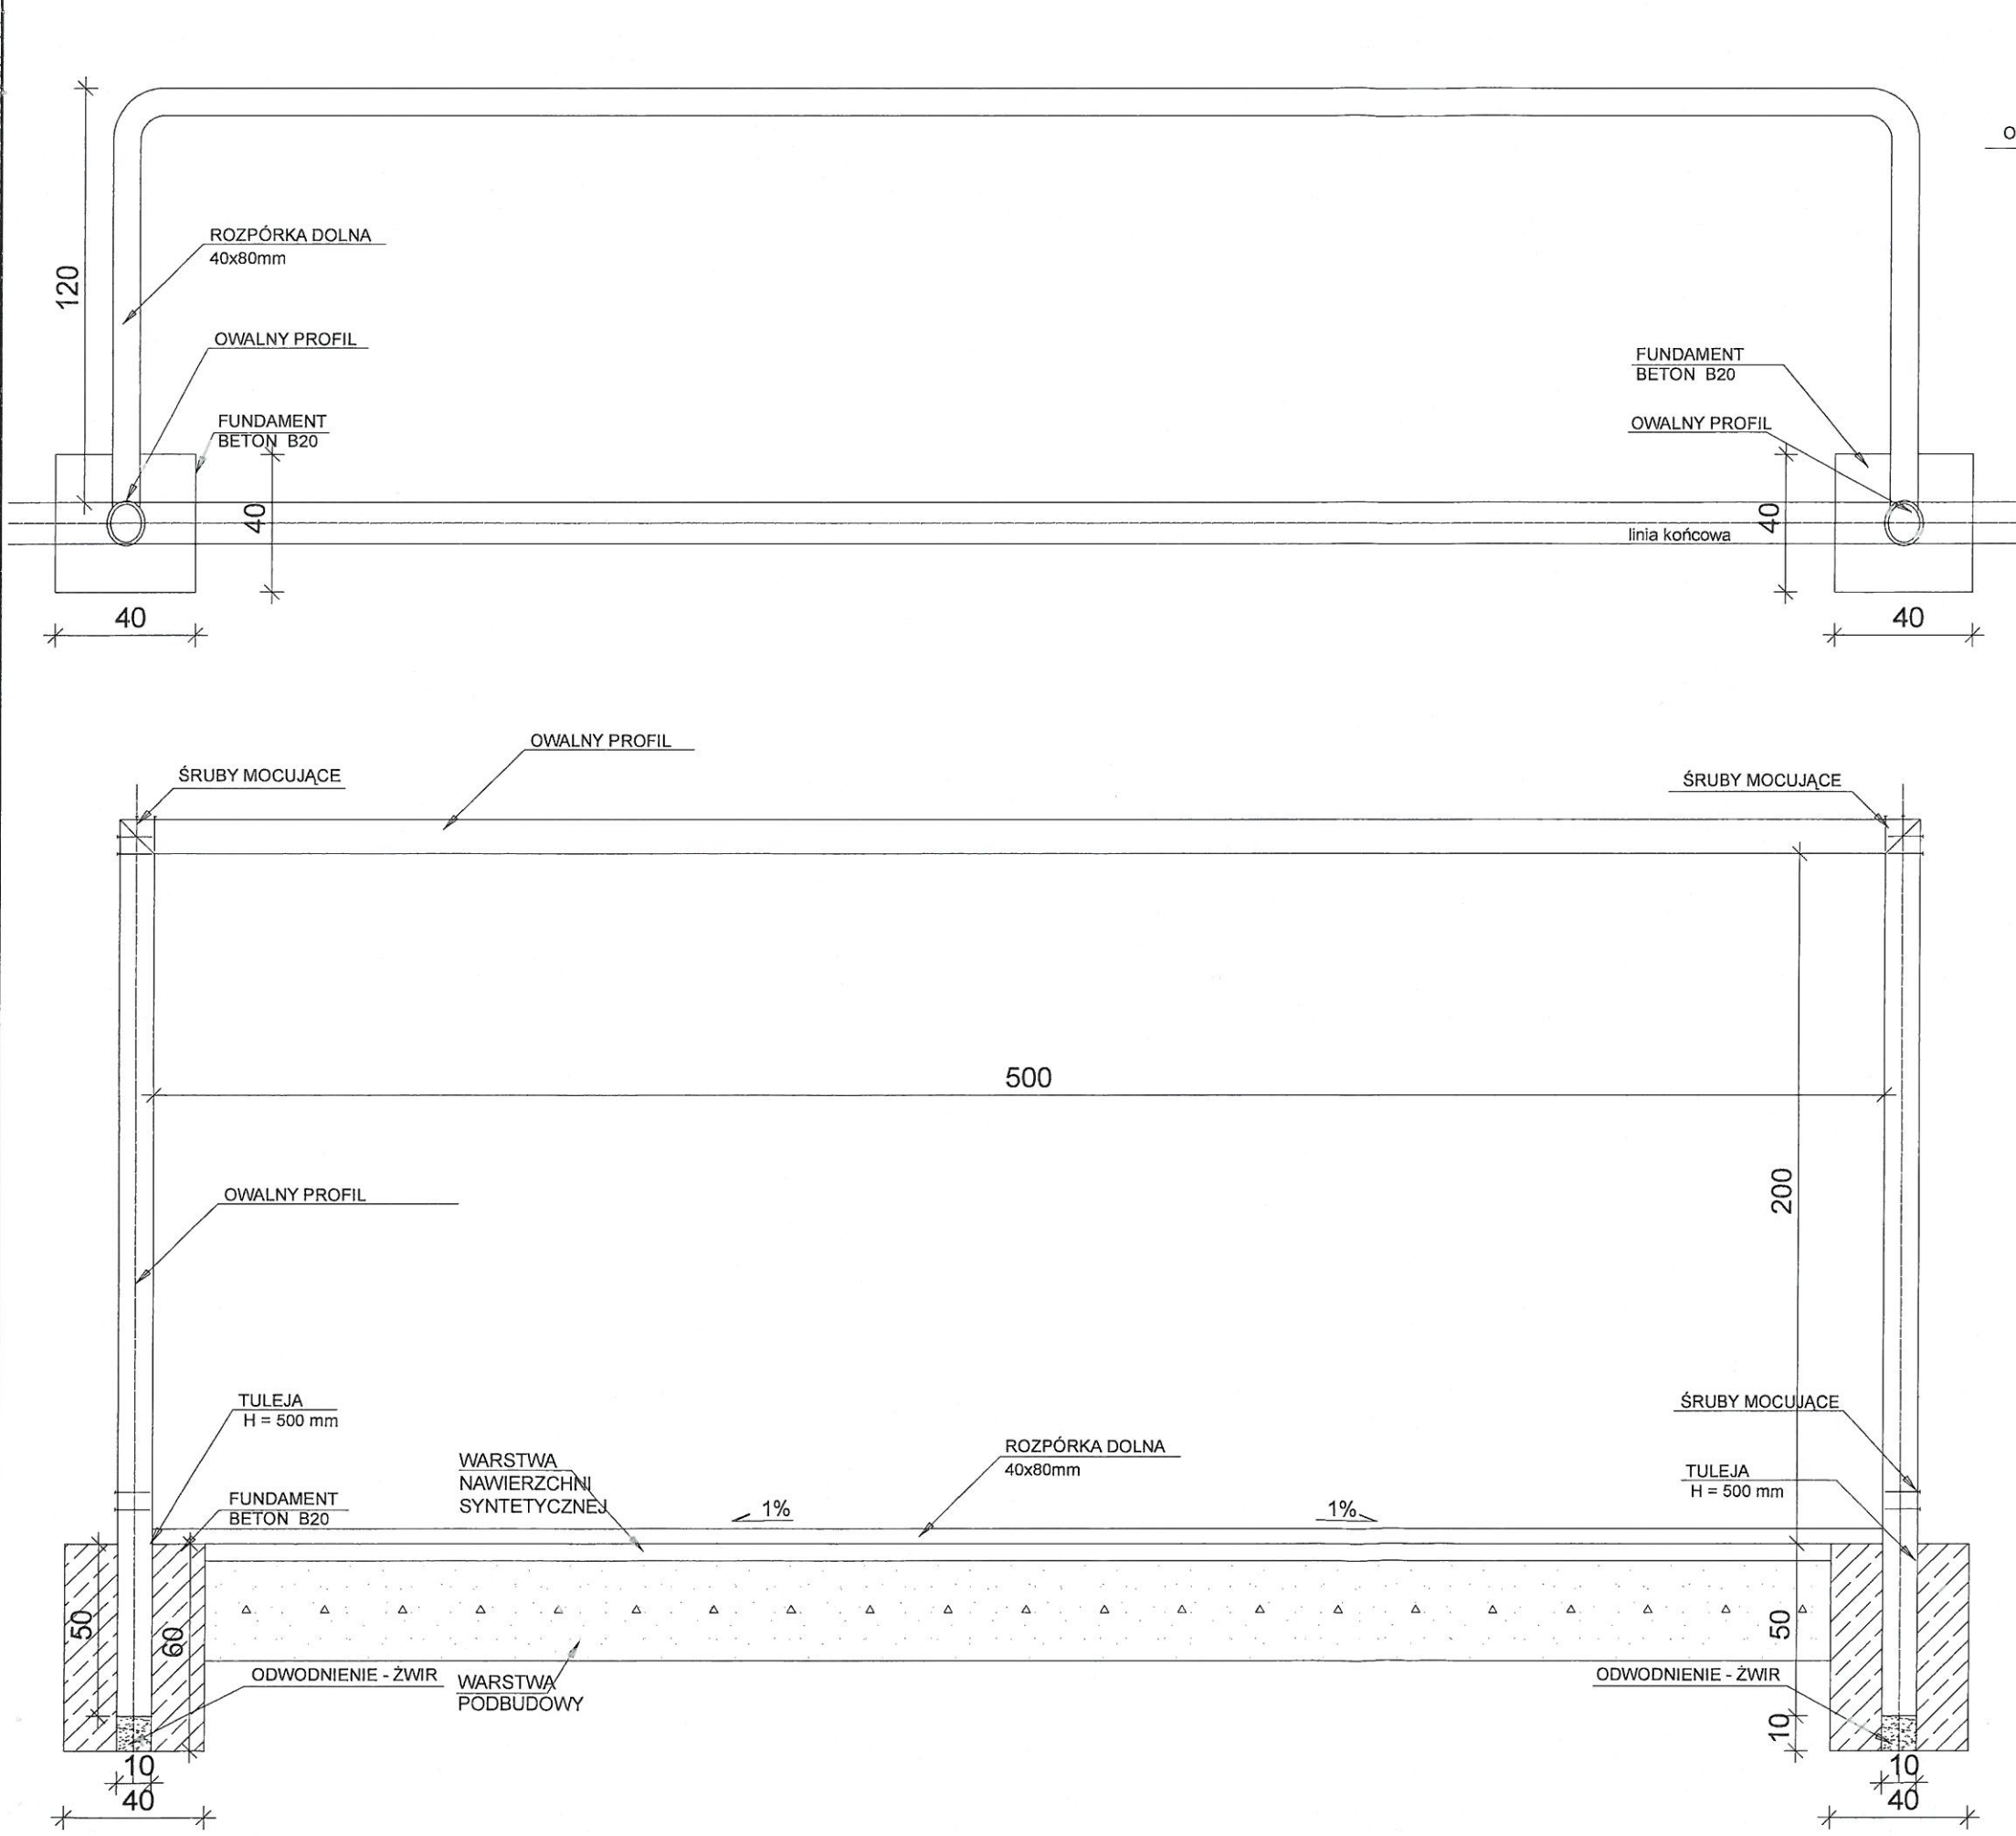 O
120
ROZPÓRKA DOLNA
40x80mm
OWALNY PROFIL
FUNDAMENT
BETON B20
FUNDAMENT
BETON B20
OWALNY PROFIL
40
40
linia końcowa
40
40
OWALNY PROFIL
ŚRUBY MOCUJĄCE
ŚRUBY MOCUJĄCE
500
200
OWALNY PROFIL
TULEJA
H = 500 mm
ŚRUBY MOCUJĄCE
ROZPÓRKA DOLNA
40x80mm
WARSTWA
NAWIERZCHNI
SYNTETYCZNEJ
TULEJA
H = 500 mm
FUNDAMENT
BETON B20
1%
1%
50
60
50
ODWODNIENIE - ŻWIR
WARSTWA
PODBUDOWY
ODWODNIENIE - ŻWIR
10
10
40
10
40